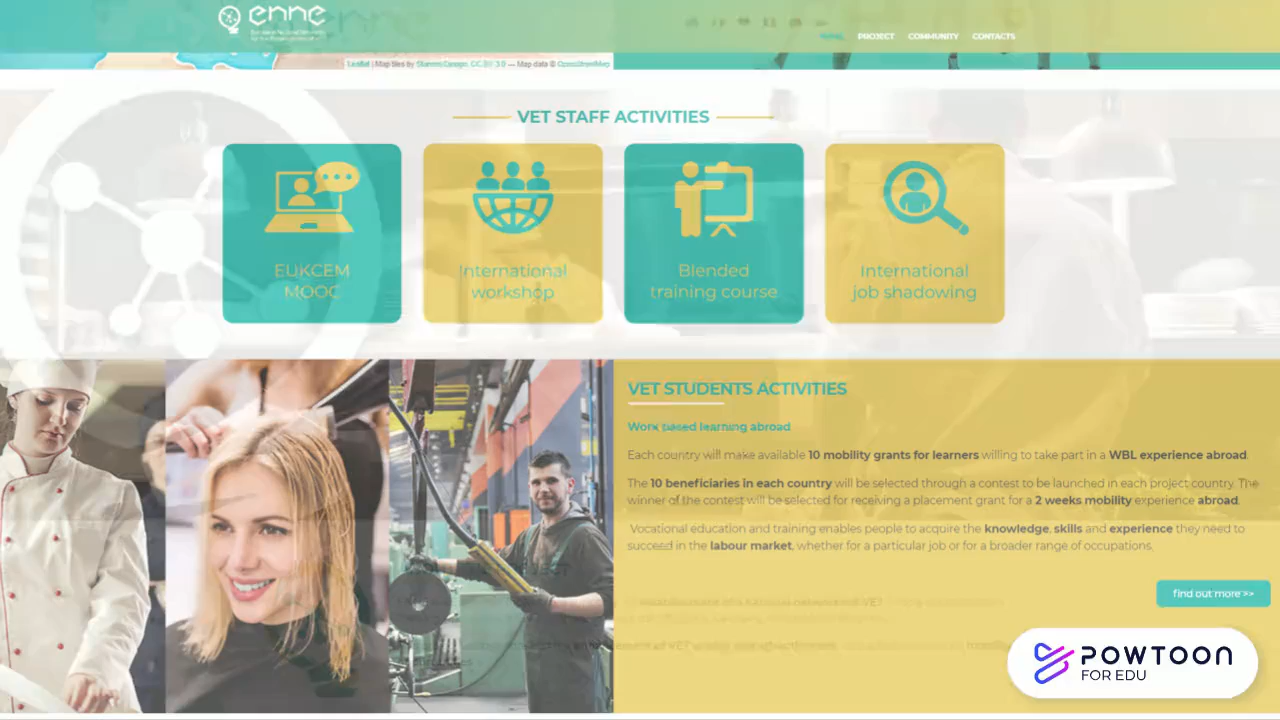 enne
HOME PROJECT COMMUNITY CONTACTS
Leaflet | Map tiles by Stamen Design, CC BY 3.0 — Map data © OpenStreetMap
VET STAFF ACTIVITIES
EUKCEM
MOOC
International
workshop
Blended
training course
International
job shadowing
VET STUDENTS ACTIVITIES
Work based learning abroad
Each country will make available 10 mobility grants for learners willing to take part in a WBL experience abroad.
The 10 beneficiaries in each country will be selected through a contest to be launched in each project country. The
winner of the contest will be selected for receiving a placement grant for a 2 weeks mobility experience abroad.
Vocational education and training enables people to acquire the knowledge, skills and experience they need to
succeed in the labour market, whether for a particular job or for a broader range of occupations.
find out more >>
POWTOON
FOR EDU